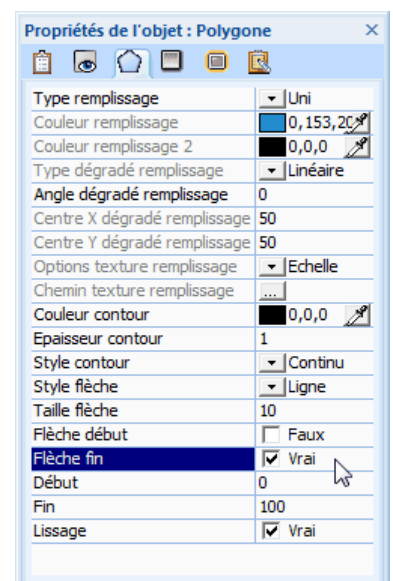 Propriétés de l'objet : Polygone
Type remplissage Uni
Couleur remplissage 0,153,20
Couleur remplissage 2 0,0,0
Type dégradé remplissage Linéaire
Angle dégradé remplissage 0
Centre X dégradé remplissage 50
Centre Y dégradé remplissage 50
Options texture remplissage Echelle
Chemin texture remplissage ...
Couleur contour 0,0,0
Epaisseur contour 1
Style contour Continu
Style flèche Ligne
Taille flèche 10
Flèche début Faux
Flèche fin Vrai
Début 0
Fin 100
Lissage Vrai